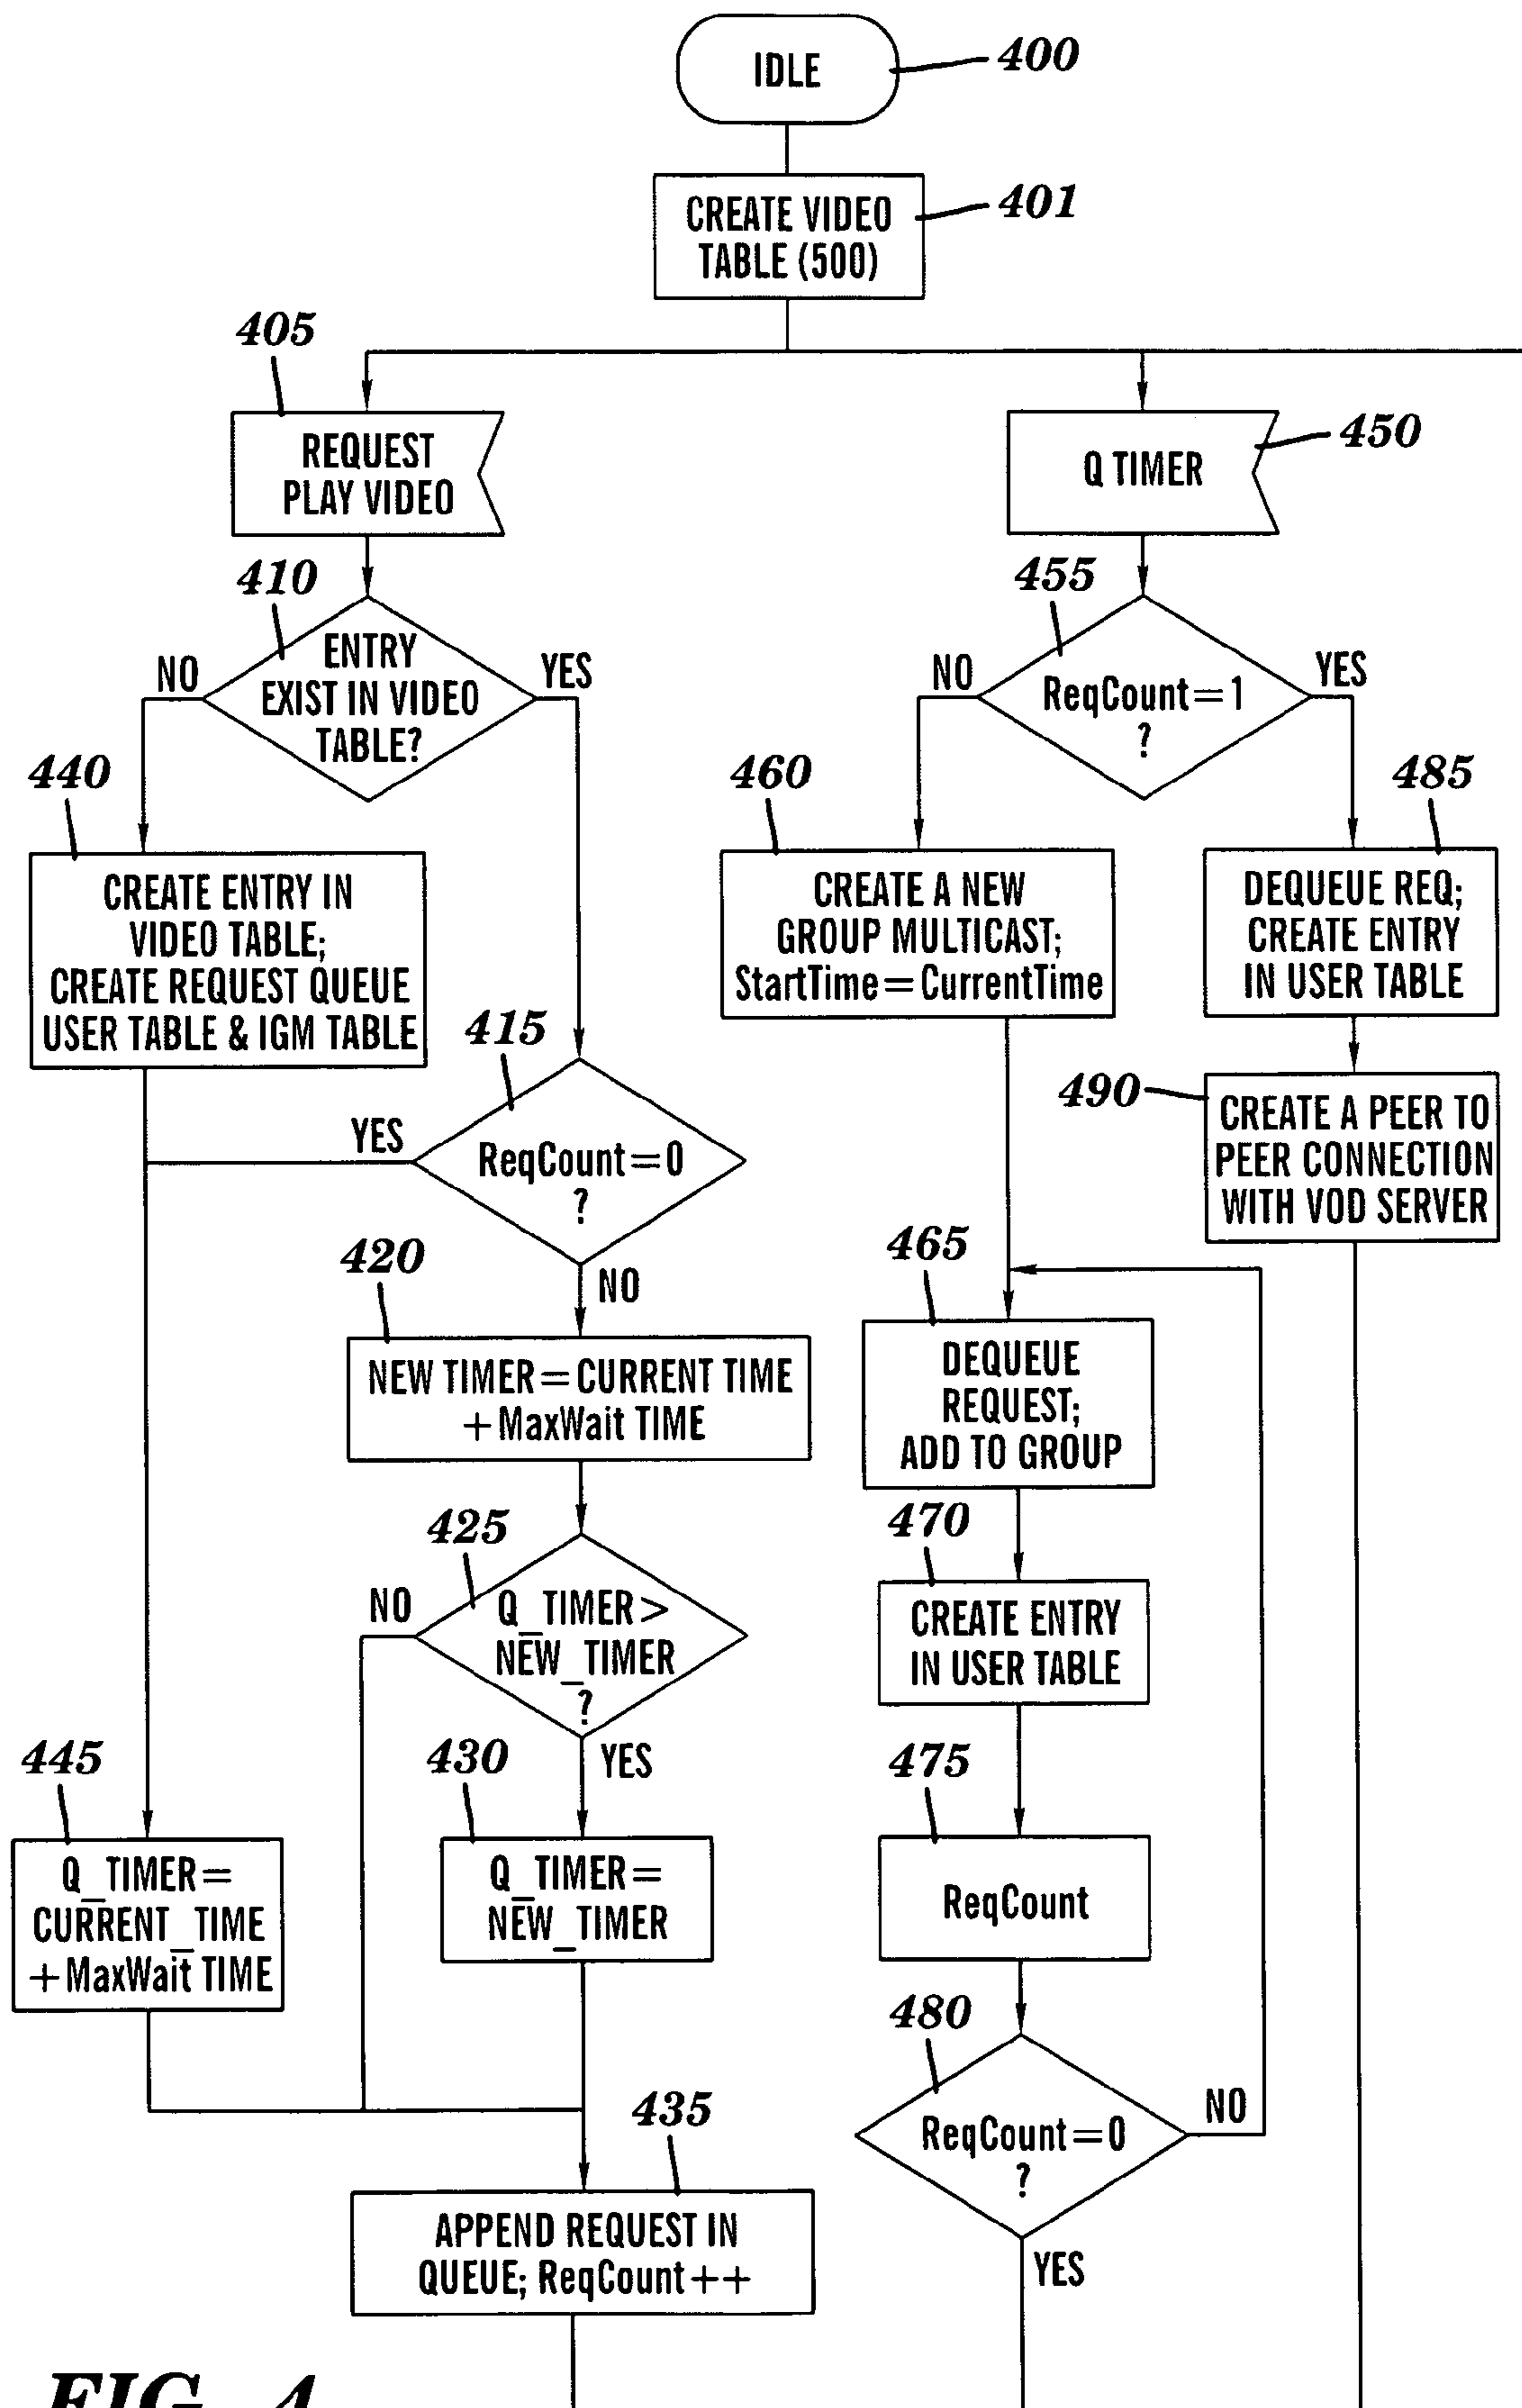 IDLE
400
CREATE VIDEO
TABLE (500)
401
405
REQUEST
PLAY VIDEO
410
ENTRY
EXIST IN VIDEO
TABLE?
NO
YES
440
CREATE ENTRY IN
VIDEO TABLE;
CREATE REQUEST QUEUE
USER TABLE & IGM TABLE
415
ReqCount=0
?
YES
NO
420
NEW TIMER=CURRENT TIME
+MaxWait TIME
425
Q_TIMER>
NEW_TIMER
?
NO
YES
430
Q_TIMER=
NEW_TIMER
445
Q_TIMER=
CURRENT_TIME
+MaxWait TIME
435
APPEND REQUEST IN
QUEUE; ReqCount++
450
Q TIMER
455
ReqCount=1
?
NO
YES
460
CREATE A NEW
GROUP MULTICAST;
StartTime=CurrentTime
485
DEQUEUE REQ;
CREATE ENTRY
IN USER TABLE
490
CREATE A PEER TO
PEER CONNECTION
WITH VOD SERVER
465
DEQUEUE
REQUEST;
ADD TO GROUP
470
CREATE ENTRY
IN USER TABLE
475
ReqCount
480
ReqCount=0
?
NO
YES
FIG. 4